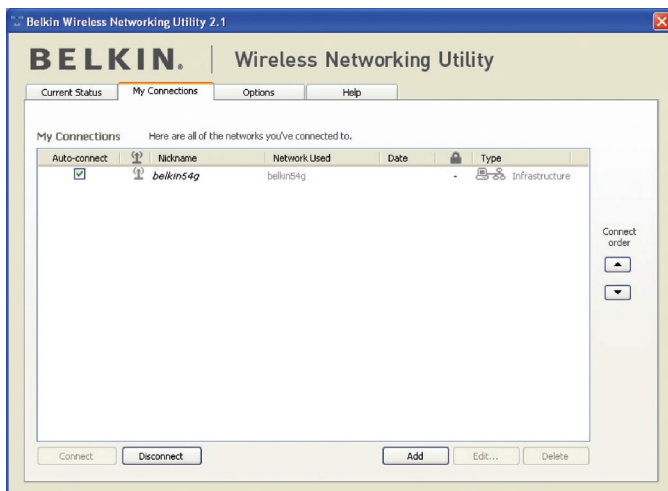 Belkin Wireless Networking Utility 2.1
BELKIN. Wireless Networking Utility
Current Status My Connections Options Help
My Connections Here are all of the networks you've connected to.
Auto-connect Nickname Network Used Date Type
belkin54g belkin54g - Infrastructure
Connect
order
Connect Disconnect Add Edit... Delete